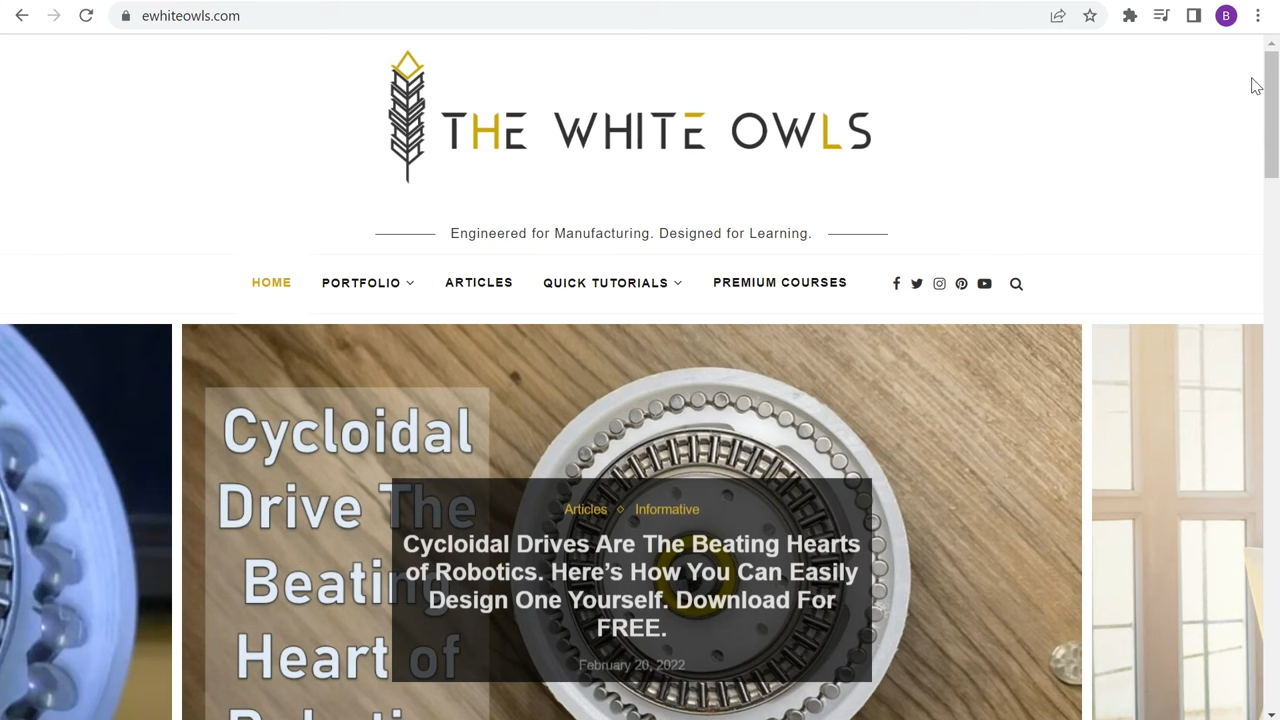 ewhiteowls.com
B
THE WHITE OWLS
Engineered for Manufacturing. Designed for Learning.
HOME PORTFOLIO ARTICLES QUICK TUTORIALS PREMIUM COURSES
Cycloidal
Drive The
Beating
Heart of
Articles Informative
Cycloidal Drives Are The Beating Hearts
of Robotics. Here’s How You Can Easily
Design One Yourself. Download For
FREE.
February 20, 2022